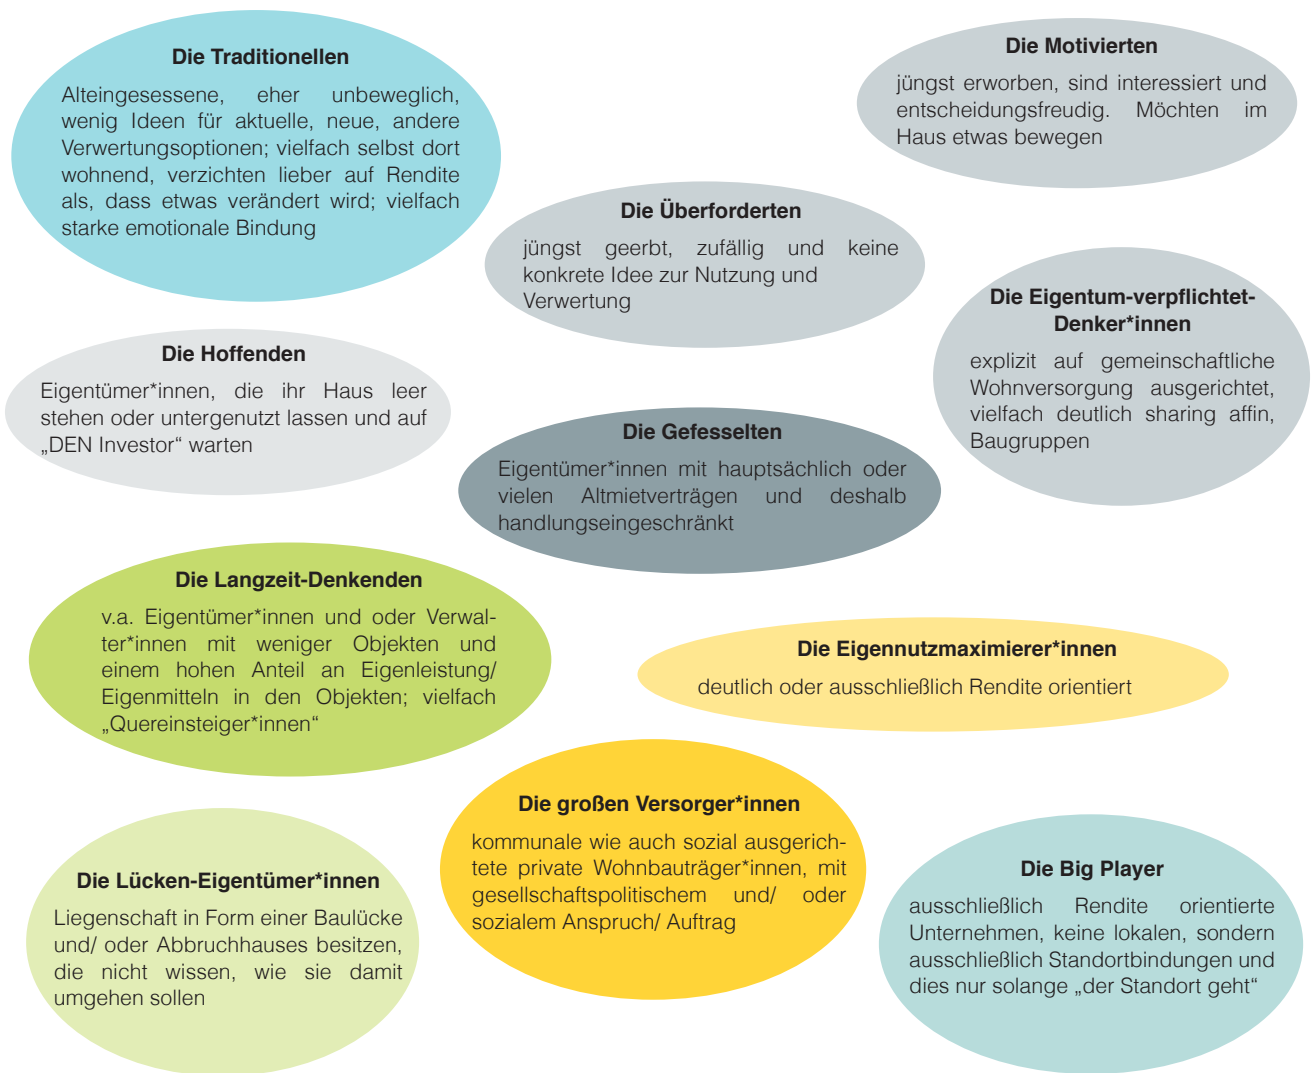 Die Traditionellen
Alteingesessene, eher unbeweglich,
wenig Ideen für aktuelle, neue, andere
Verwertungsoptionen; vielfach selbst dort
wohnend, verzichten lieber auf Rendite
als, dass etwas verändert wird; vielfach
starke emotionale Bindung
Die Motivierten
jüngst erworben, sind interessiert und
entscheidungsfreudig. Möchten im
Haus etwas bewegen
Die Überforderten
jüngst geerbt, zufällig und keine
konkrete Idee zur Nutzung und
Verwertung
Die Eigentum-verpflichtet-
Denker*innen
explizit auf gemeinschaftliche
Wohnversorgung ausgerichtet,
vielfach deutlich sharing affin,
Baugruppen
Die Hoffenden
Eigentümer*innen, die ihr Haus leer
stehen oder untergenutzt lassen und auf
„DEN Investor“ warten
Die Gefesselten
Eigentümer*innen mit hauptsächlich oder
vielen Altmietverträgen und deshalb
handlungseingeschränkt
Die Langzeit-Denkenden
v.a. Eigentümer*innen und oder Verwal-
ter*innen mit weniger Objekten und
einem hohen Anteil an Eigenleistung/
Eigenmitteln in den Objekten; vielfach
„Quereinsteiger*innen“
Die Eigennutzmaximierer*innen
deutlich oder ausschließlich Rendite orientiert
Die großen Versorger*innen
kommunale wie auch sozial ausgerich-
tete private Wohnbauträger*innen, mit
gesellschaftspolitischem und/ oder
sozialem Anspruch/ Auftrag
Die Lücken-Eigentümer*innen
Liegenschaft in Form einer Baulücke
und/ oder Abbruchhauses besitzen,
die nicht wissen, wie sie damit
umgehen sollen
Die Big Player
ausschließlich Rendite orientierte
Unternehmen, keine lokalen, sondern
ausschließlich Standortbindungen und
dies nur solange „der Standort geht“